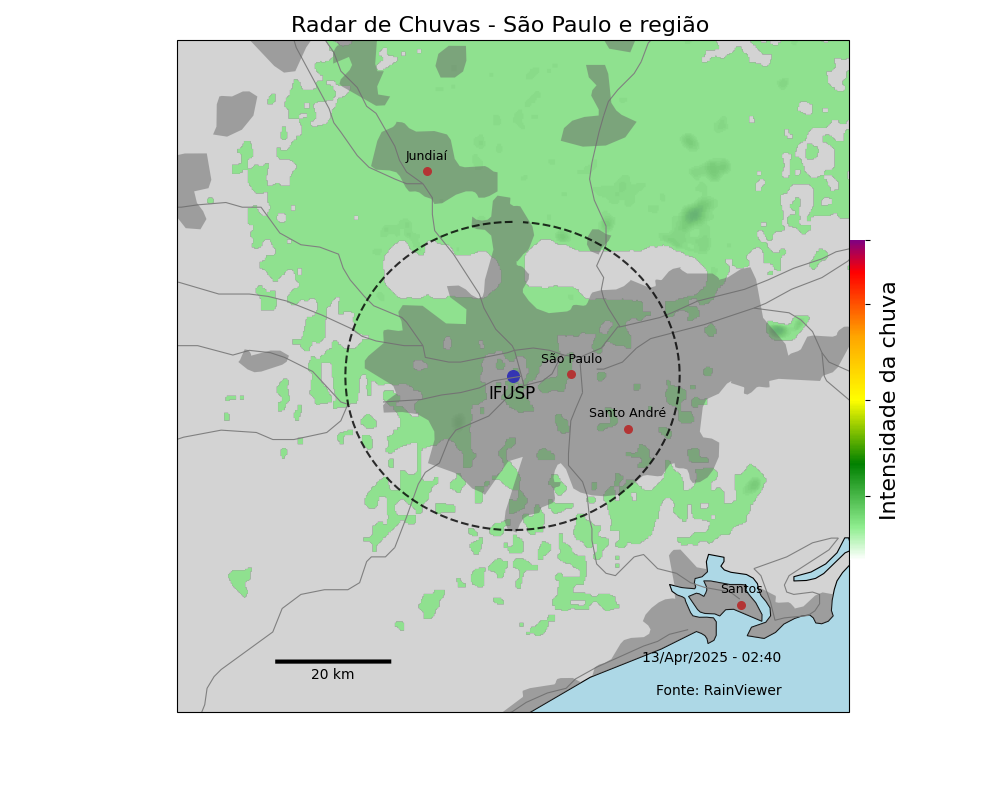 Radar de Chuvas - São Paulo e região
Jundiaí
São Paulo
IFUSP
Santo André
Santos
20 km
13/Apr/2025 - 02:40
Fonte: RainViewer
Intensidade da chuva